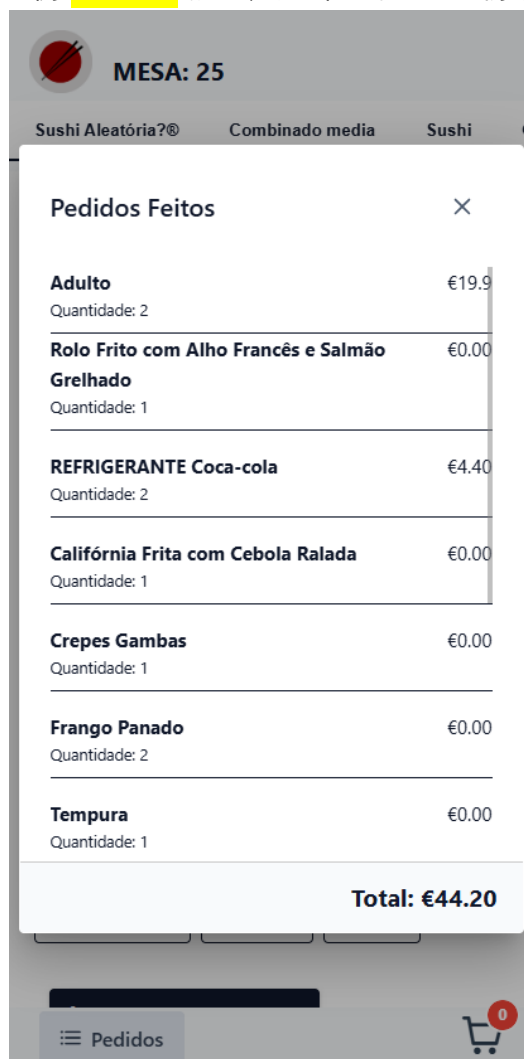 MESA: 25
Sushi Aleatória?®
Combinado media
Sushi
Pedidos Feitos
Adulto
€19.9
Quantidade: 2
Rolo Frito com Alho Francês e Salmão
€0.00
Grelhado
Quantidade: 1
REFRIGERANTE Coca-cola
€4.40
Quantidade: 2
Califórnia Frita com Cebola Ralada
€0.00
Quantidade: 1
Crepes Gambas
€0.00
Quantidade: 1
Frango Panado
€0.00
Quantidade: 2
Tempura
€0.00
Quantidade: 1
Total: €44.20
Pedidos
0